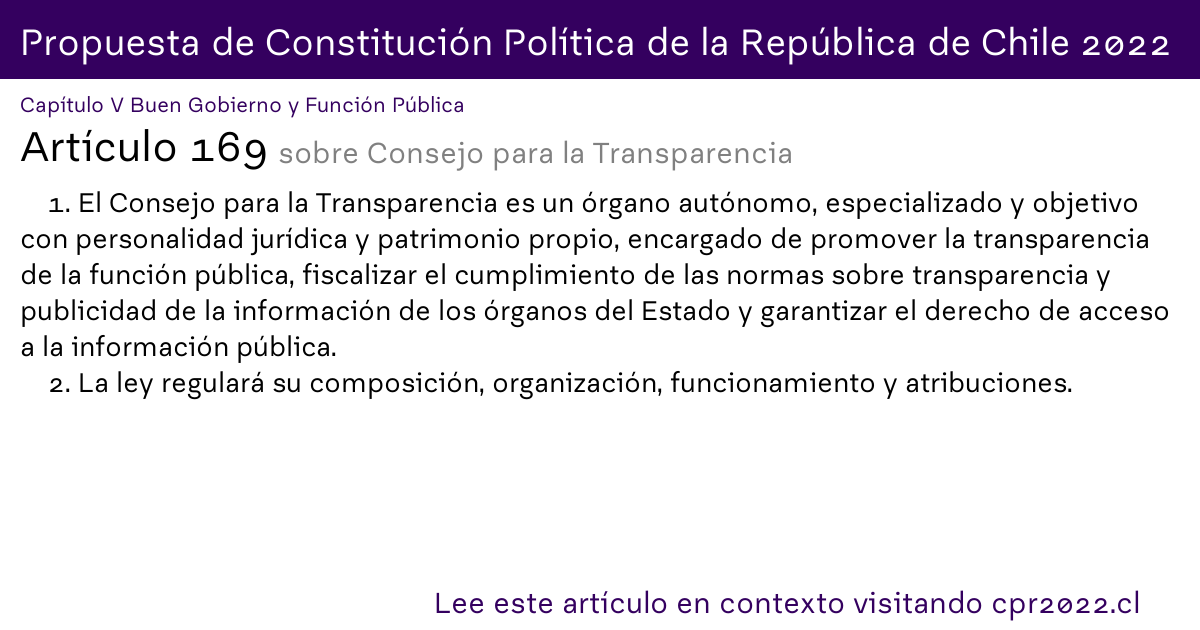 Propuesta de Constitución Política de la República de Chile 2022
Capítulo V Buen Gobierno y Función Pública
Artículo 169 sobre Consejo para la Transparencia
1. El Consejo para la Transparencia es un órgano autónomo, especializado y objetivo
con personalidad jurídica y patrimonio propio, encargado de promover la transparencia
de la función pública, fiscalizar el cumplimiento de las normas sobre transparencia y
publicidad de la información de los órganos del Estado y garantizar el derecho de acceso
a la información pública.
2. La ley regulará su composición, organización, funcionamiento y atribuciones.
Lee este artículo en contexto visitando cpr2022.cl